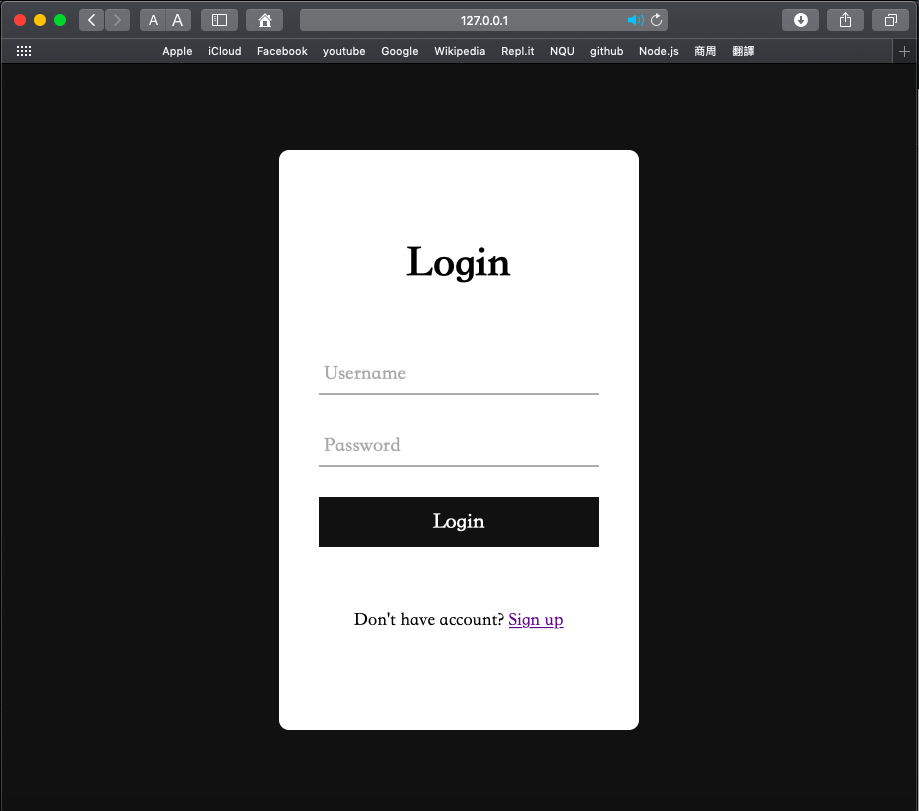 A A 127.0.0.1
Apple iCloud Facebook youtube Google Wikipedia Repl.it NQU github Node.js 商周 翻譯
Login
Username
Password
Login
Don't have account? Sign up